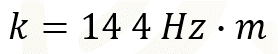 k = 14 4 Hz · m